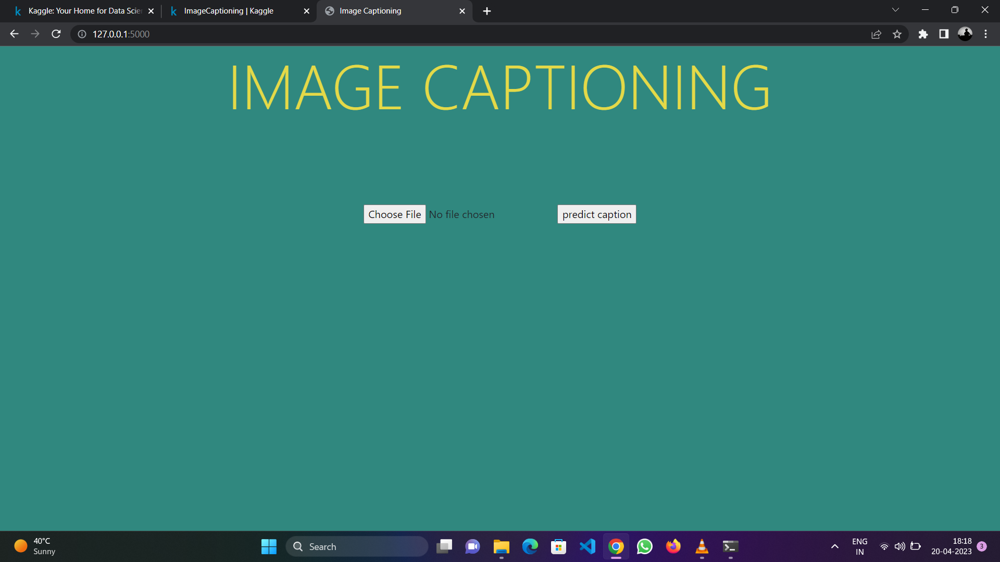 Kaggle: Your Home for Data Scien
ImageCaptioning | Kaggle
Image Captioning
127.0.0.1:5000
IMAGE CAPTIONING
Choose File No file chosen
predict caption
40°C
Sunny
Search
ENG
IN
18:18
20-04-2023
3